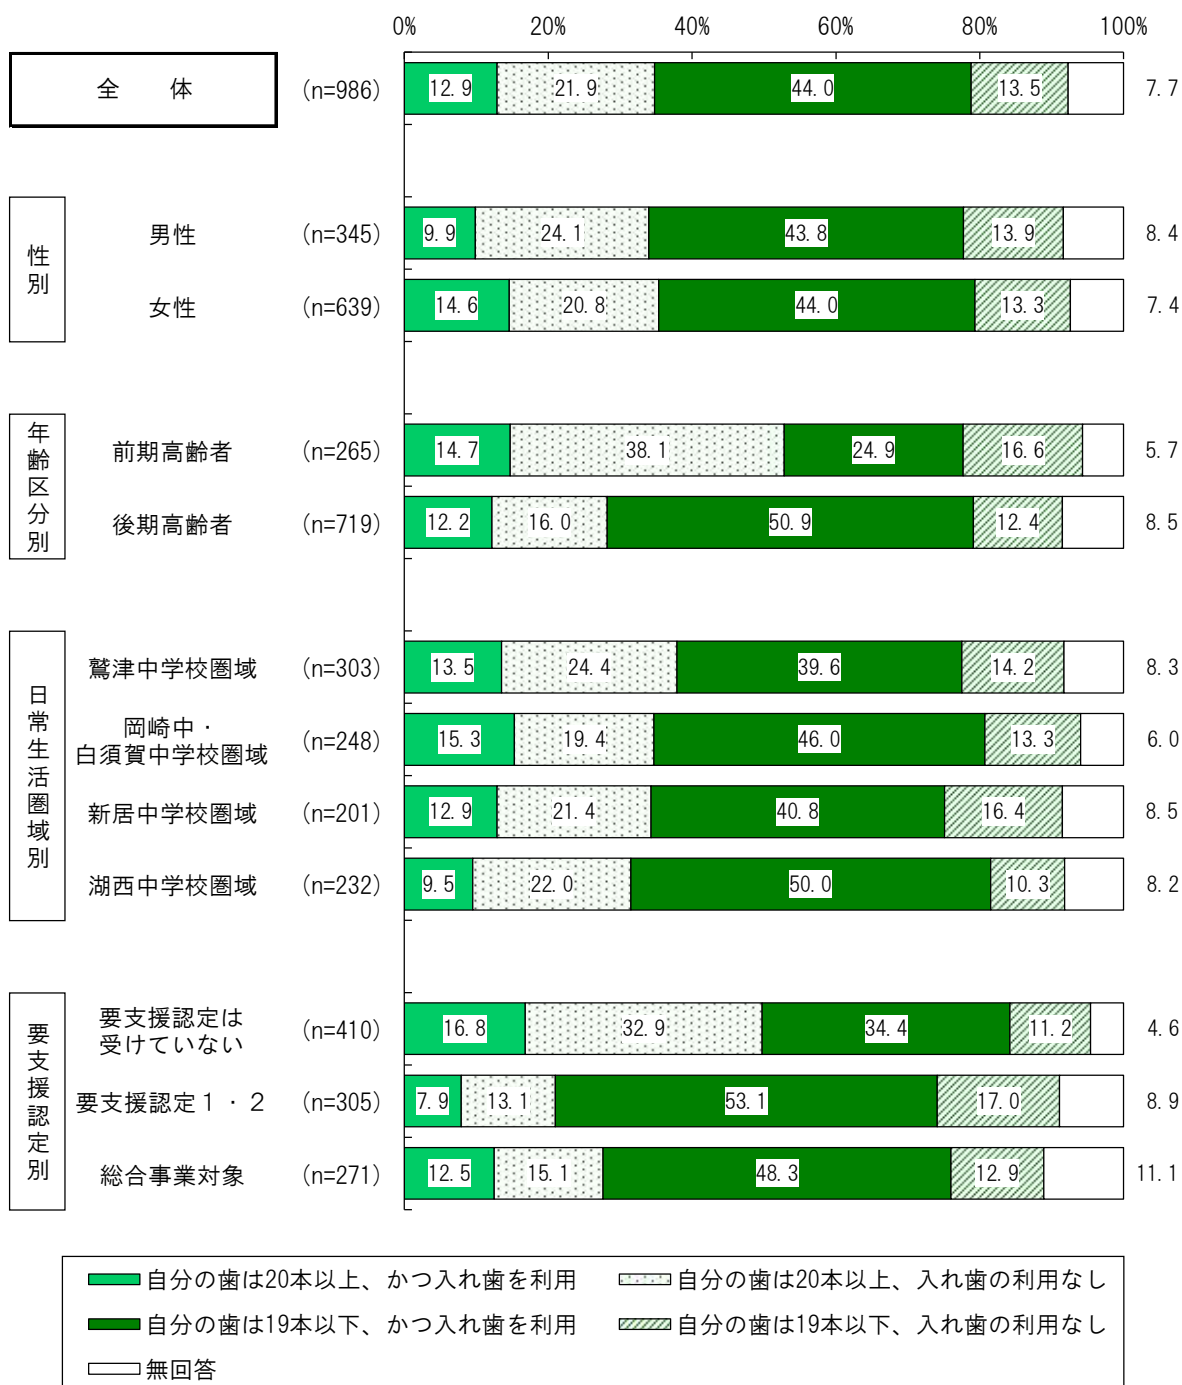 0% 20% 40% 60% 80% 100%
全　体 (n=986) 12.9 21.9 44.0 13.5 7.7
性別
男性 (n=345) 9.9 24.1 43.8 13.9 8.4
女性 (n=639) 14.6 20.8 44.0 13.3 7.4
年齢区分別
前期高齢者 (n=265) 14.7 38.1 24.9 16.6 5.7
後期高齢者 (n=719) 12.2 16.0 50.9 12.4 8.5
日常生活圏域別
鷲津中学校圏域 (n=303) 13.5 24.4 39.6 14.2 8.3
岡崎中・
白須賀中学校圏域 (n=248) 15.3 19.4 46.0 13.3 6.0
新居中学校圏域 (n=201) 12.9 21.4 40.8 16.4 8.5
湖西中学校圏域 (n=232) 9.5 22.0 50.0 10.3 8.2
要支援認定別
要支援認定は
受けていない (n=410) 16.8 32.9 34.4 11.2 4.6
要支援認定１・２ (n=305) 7.9 13.1 53.1 17.0 8.9
総合事業対象 (n=271) 12.5 15.1 48.3 12.9 11.1
自分の歯は20本以上、かつ入れ歯を利用 自分の歯は20本以上、入れ歯の利用なし
自分の歯は19本以下、かつ入れ歯を利用 自分の歯は19本以下、入れ歯の利用なし
無回答